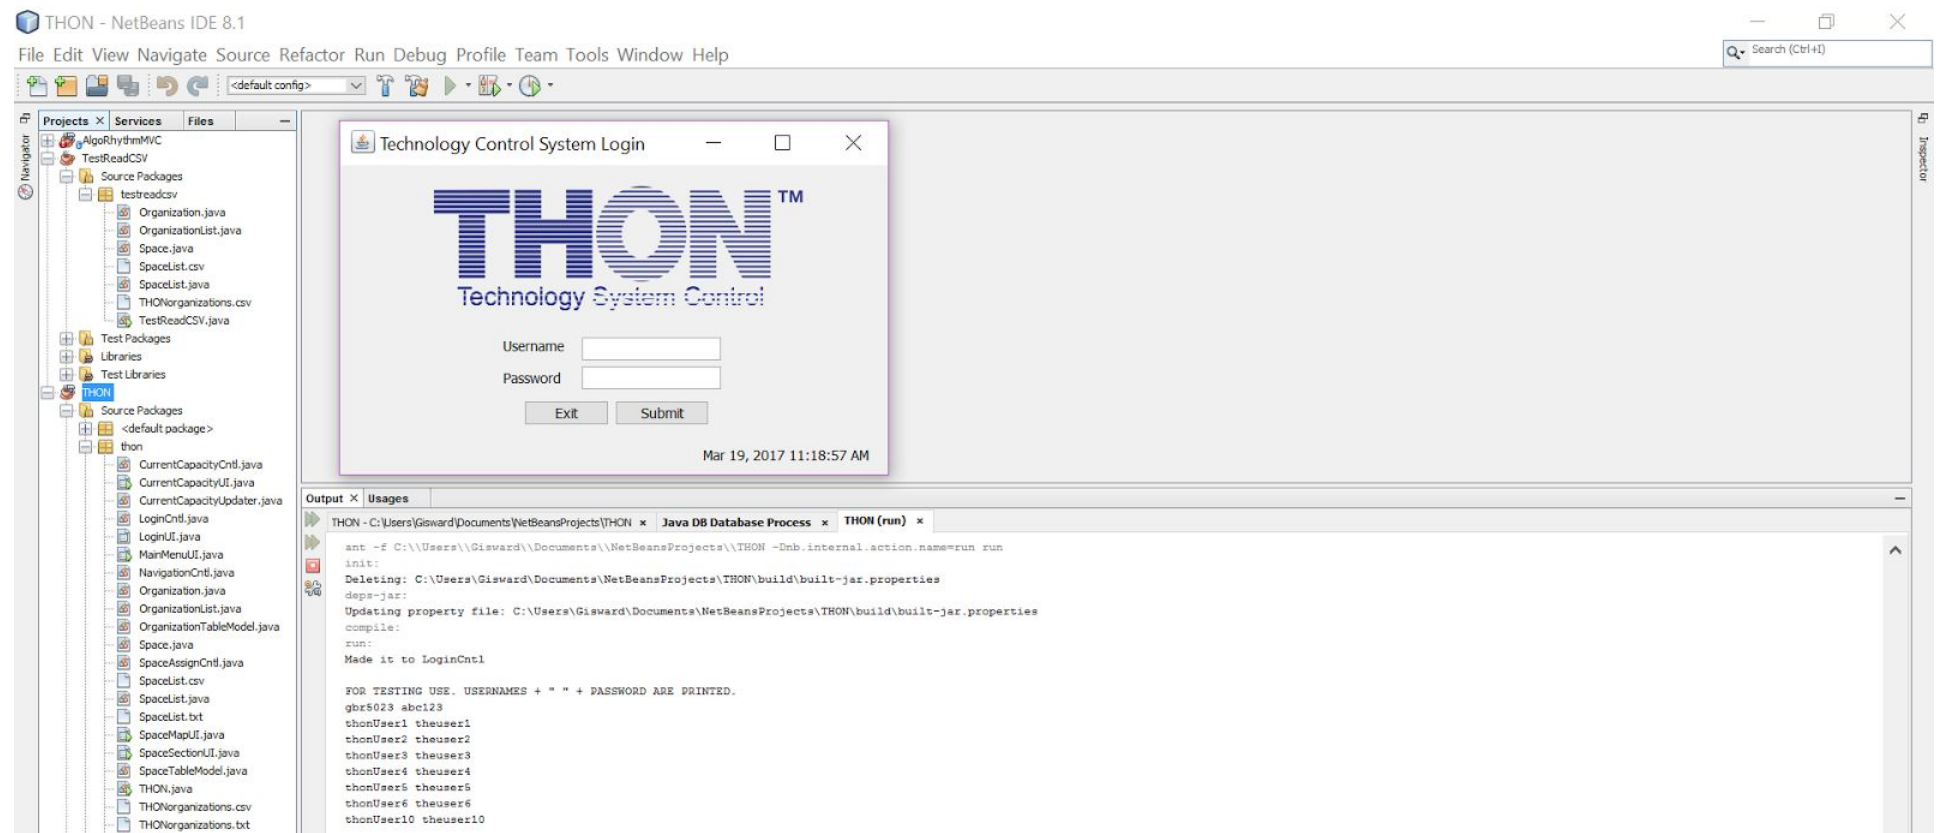 THON - NetBeans IDE 8.1
File Edit View Navigate Source Refactor Run Debug Profile Team Tools Window Help
Search (Ctrl+I)
<default config>
Projects Services Files
Navigator
Inspector
AlgoRhythmMVC
TestReadCSV
Source Packages
testreadcsv
Organization.java
OrganizationList.java
Space.java
SpaceList.csv
SpaceList.java
THONorganizations.csv
TestReadCSV.java
Test Packages
Libraries
Test Libraries
THON
Source Packages
<default package>
thon
CurrentCapacityCntl.java
CurrentCapacityUI.java
CurrentCapacityUpdater.java
LoginCntl.java
LoginUI.java
MainMenuUI.java
NavigationCntl.java
Organization.java
OrganizationList.java
OrganizationTableModel.java
Space.java
SpaceAssignCntl.java
SpaceList.csv
SpaceList.java
SpaceList.txt
SpaceMapUI.java
SpaceSectionUI.java
SpaceTableModel.java
THON.java
THONorganizations.csv
THONorganizations.txt
Technology Control System Login
THON TM
Technology System Control
Username
Password
Exit Submit
Mar 19, 2017 11:18:57 AM
Output Usages
THON - C:\Users\Gisward\Documents\NetBeansProjects\THON Java DB Database Process THON (run)
ant -f C:\\Users\\Gisward\\Documents\\NetBeansProjects\\THON -Dnb.internal.action.name=run run
init:
Deleting: C:\Users\Gisward\Documents\NetBeansProjects\THON\build\built-jar.properties
deps-jar:
Updating property file: C:\Users\Gisward\Documents\NetBeansProjects\THON\build\built-jar.properties
compile:
run:
Made it to LoginCntl
FOR TESTING USE. USERNAMES + " " + PASSWORD ARE PRINTED.
gbr5023 abc123
thonUser1 theuser1
thonUser2 theuser2
thonUser3 theuser3
thonUser4 theuser4
thonUser5 theuser5
thonUser6 theuser6
thonUser10 theuser10